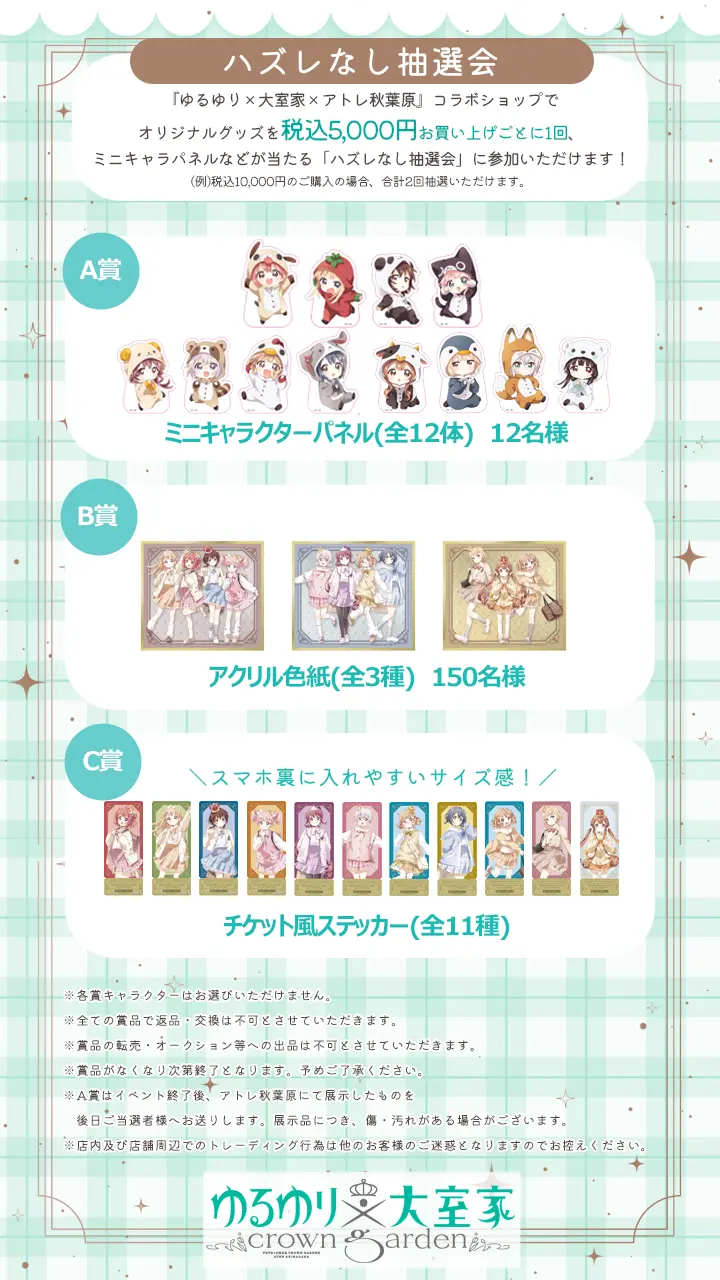 ハズレなし抽選会
『ゆるゆり×大室家×アトレ秋葉原』コラボショップで
オリジナルグッズを税込5,000円お買い上げごとに1回、
ミニキャラパネルなどが当たる「ハズレなし抽選会」に参加いただけます！
(例)税込10,000円のご購入の場合、合計2回抽選いただけます。
A賞
ミニキャラクターパネル(全12体) 12名様
B賞
アクリル色紙(全3種) 150名様
C賞
＼スマホ裏に入れやすいサイズ感！／
チケット風ステッカー(全11種)
※各賞キャラクターはお選びいただけません。
※全ての賞品で返品・交換は不可とさせていただきます。
※賞品の転売・オークション等への出品は不可とさせていただきます。
※賞品がなくなり次第終了となります。予めご了承ください。
※A賞はイベント終了後、アトレ秋葉原にて展示したものを
後日ご当選者様へお送りします。展示品につき、傷・汚れがある場合がございます。
※店内及び店舗周辺でのトレーディング行為は他のお客様のご迷惑となりますのでお控えください。
ゆるゆり×大室家
crown garden